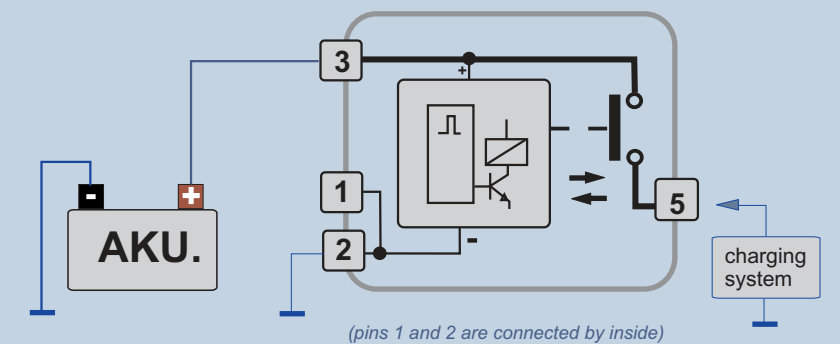 3
+
-
+
1
AKU.
2
-
5
charging
system
(pins 1 and 2 are connected by inside)